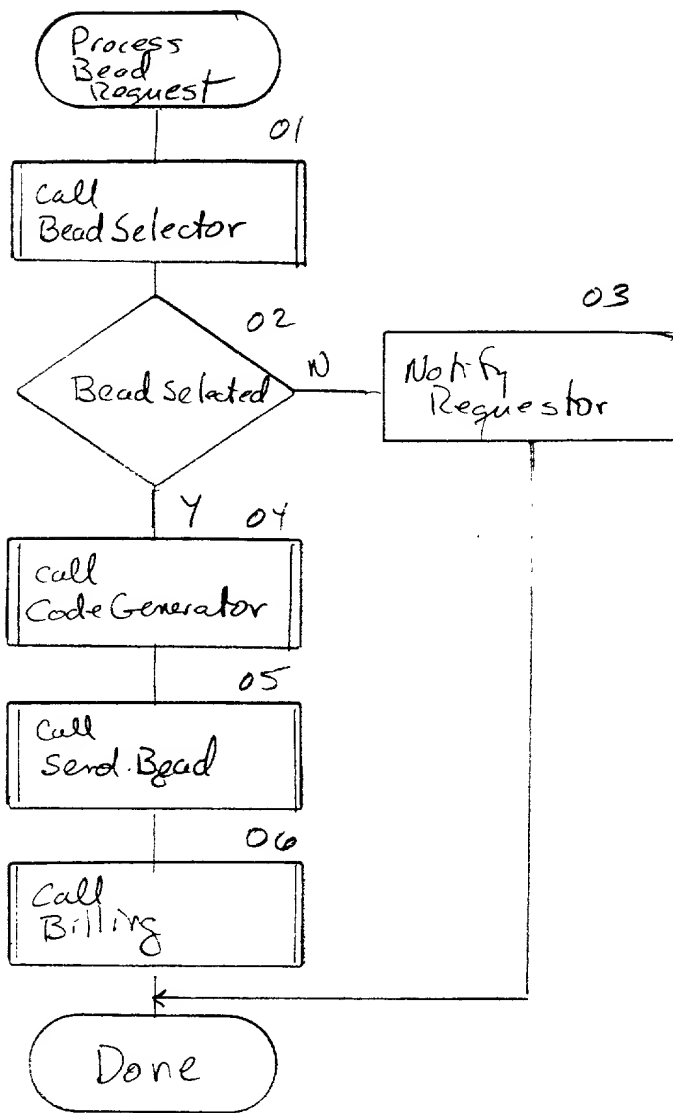 Process
Bead
Request
01
Call
Bead Selector
02
03
Bead Selected
N
Notify
Requestor
Y
04
Call
Code Generator
05
Call
Send Bead
06
Call
Billing
Done